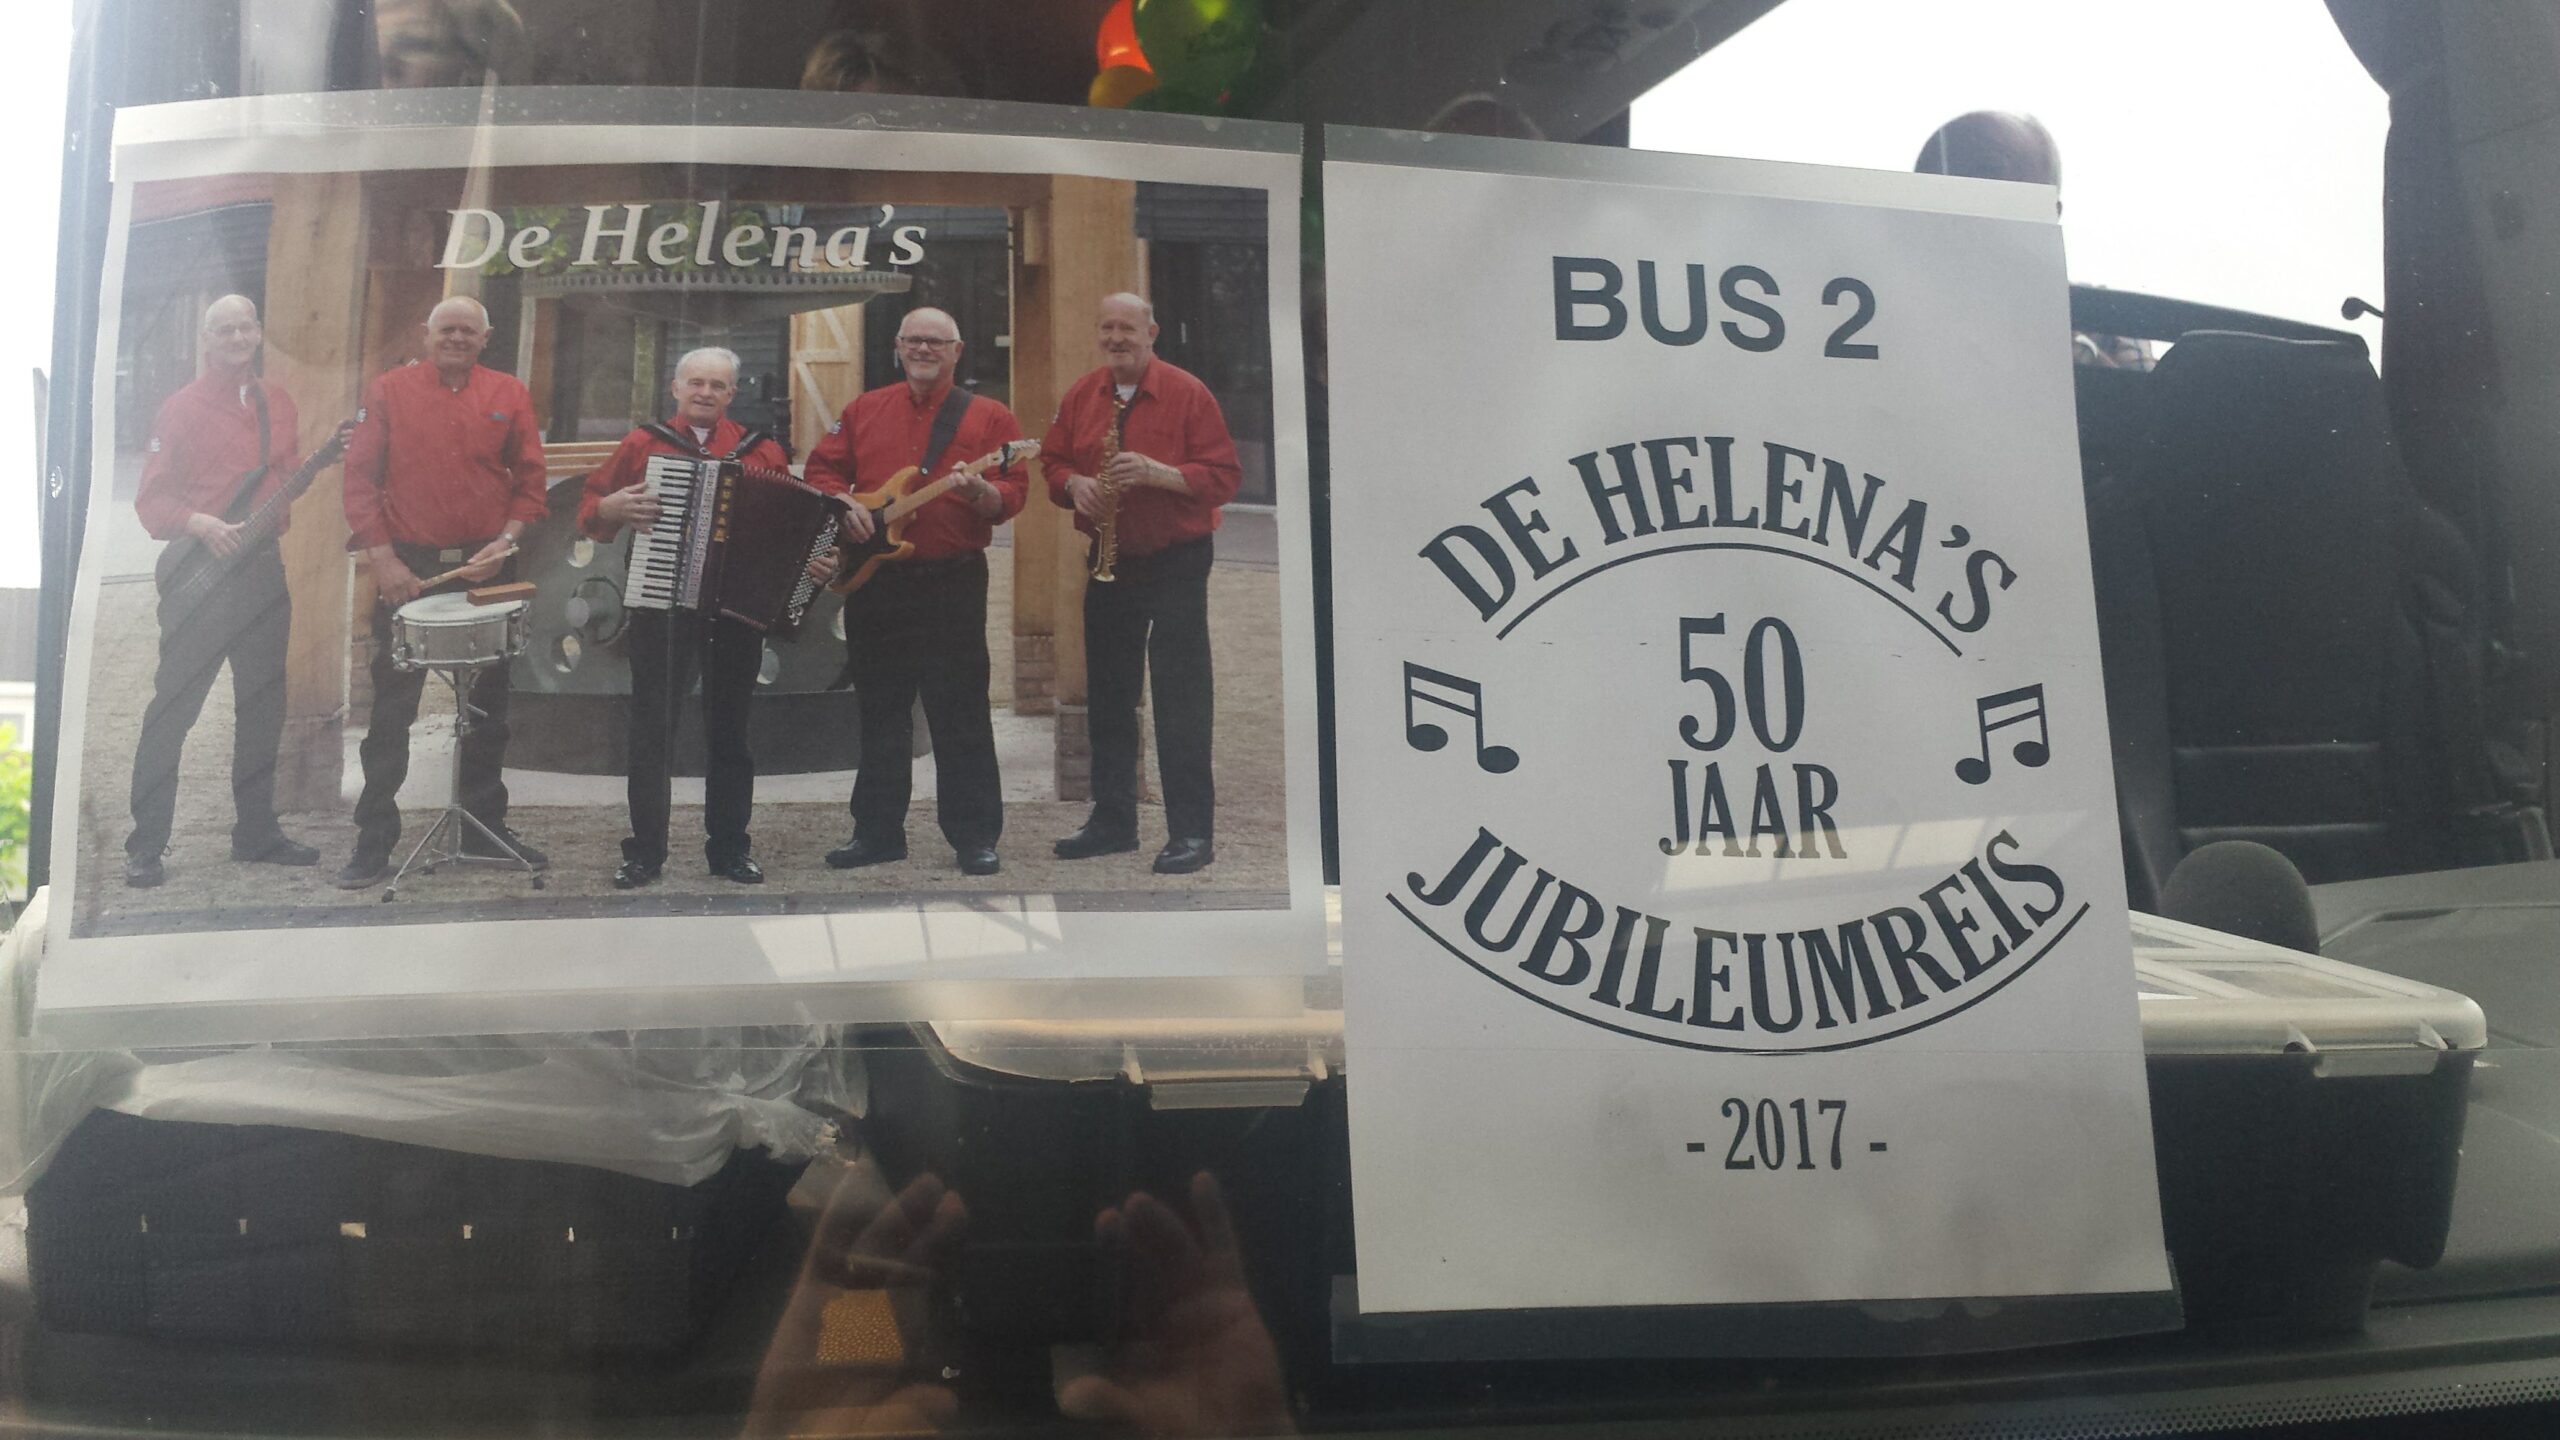 De Helena's
BUS 2
DE HELENA'S
50
JAAR
JUBILEUMREIS
- 2017 -